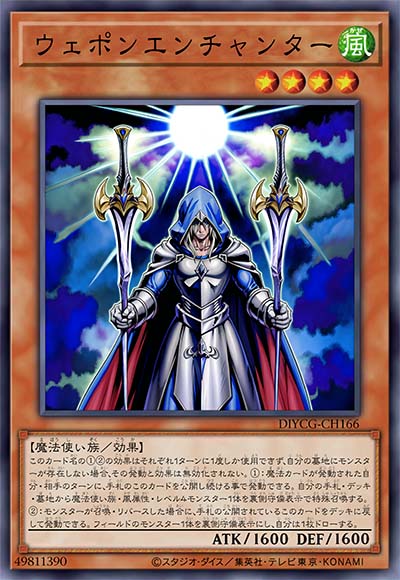 ウェポンエンチャンター
風
DIYCG-CH166
【魔法使い族／効果】
このカード名の①②の効果はそれぞれ1ターンに1度しか使用できず、自分の墓地にモンスターが存在しない場合、その発動と効果は無効化されない。①：魔法カードが発動された自分・相手のターンに、手札のこのカードを公開し続ける事で発動できる。自分の手札・デッキ・墓地から魔法使い族・風属性・レベル4モンスター1体を裏側守備表示で特殊召喚する。
②：モンスターが召喚・リバースした場合に、手札の公開されているこのカードをデッキに戻して発動できる。フィールドのモンスター1体を裏側守備表示にし、自分は1枚ドローする。
ATK/1600 DEF/1600
49811390
©スタジオ・ダイス／集英社・テレビ東京・KONAMI